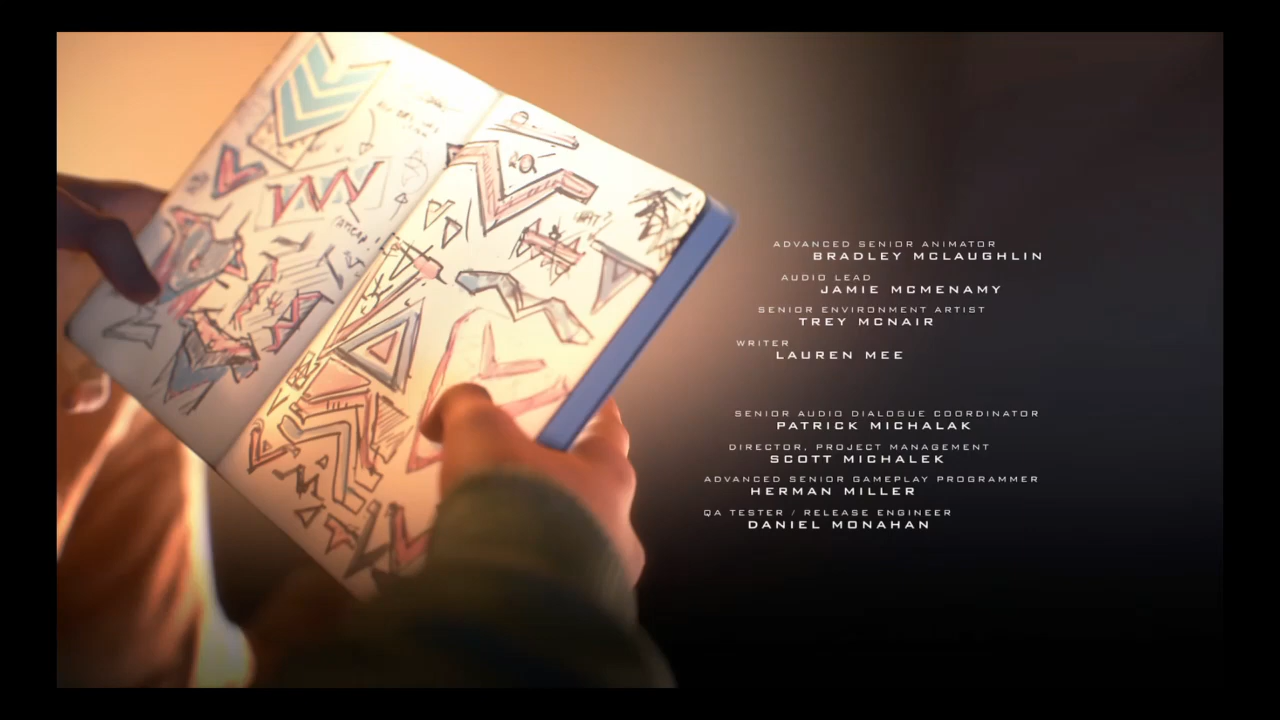 ADVANCED SENIOR ANIMATOR
BRADLEY MCLAUGHLIN
AUDIO LEAD
JAMIE MCMENAMY
SENIOR ENVIRONMENT ARTIST
TREY MCNAIR
WRITER
LAUREN MEE
SENIOR AUDIO DIALOGUE COORDINATOR
PATRICK MICHALAK
DIRECTOR, PROJECT MANAGEMENT
SCOTT MICHALEK
ADVANCED SENIOR GAMEPLAY PROGRAMMER
HERMAN MILLER
QA TESTER / RELEASE ENGINEER
DANIEL MONAHAN